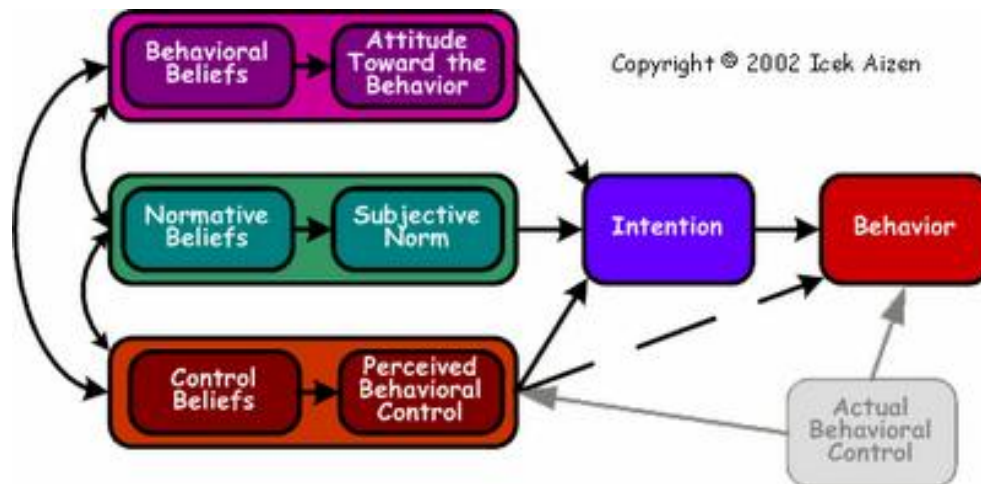 Behavioral
Beliefs
Attitude
Toward the
Behavior
Copyright © 2002 Icek Aizen
Normative
Beliefs
Subjective
Norm
Intention
Behavior
Control
Beliefs
Perceived
Behavioral
Control
Actual
Behavioral
Control